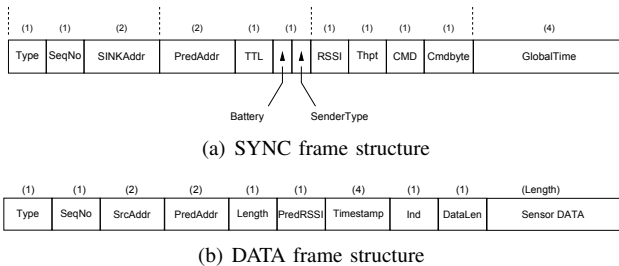 (1) (1) (2) (2) (1) (1) (1) (1) (1) (1) (4)
Type SeqNo SINKAddr PredAddr TTL RSSI Thpt CMD Cmdbyte GlobalTime
Battery SenderType
(a) SYNC frame structure
(1) (1) (2) (2) (1) (1) (4) (1) (1) (Length)
Type SeqNo SrcAddr PredAddr Length PredRSSI Timestamp Ind DataLen Sensor DATA
(b) DATA frame structure